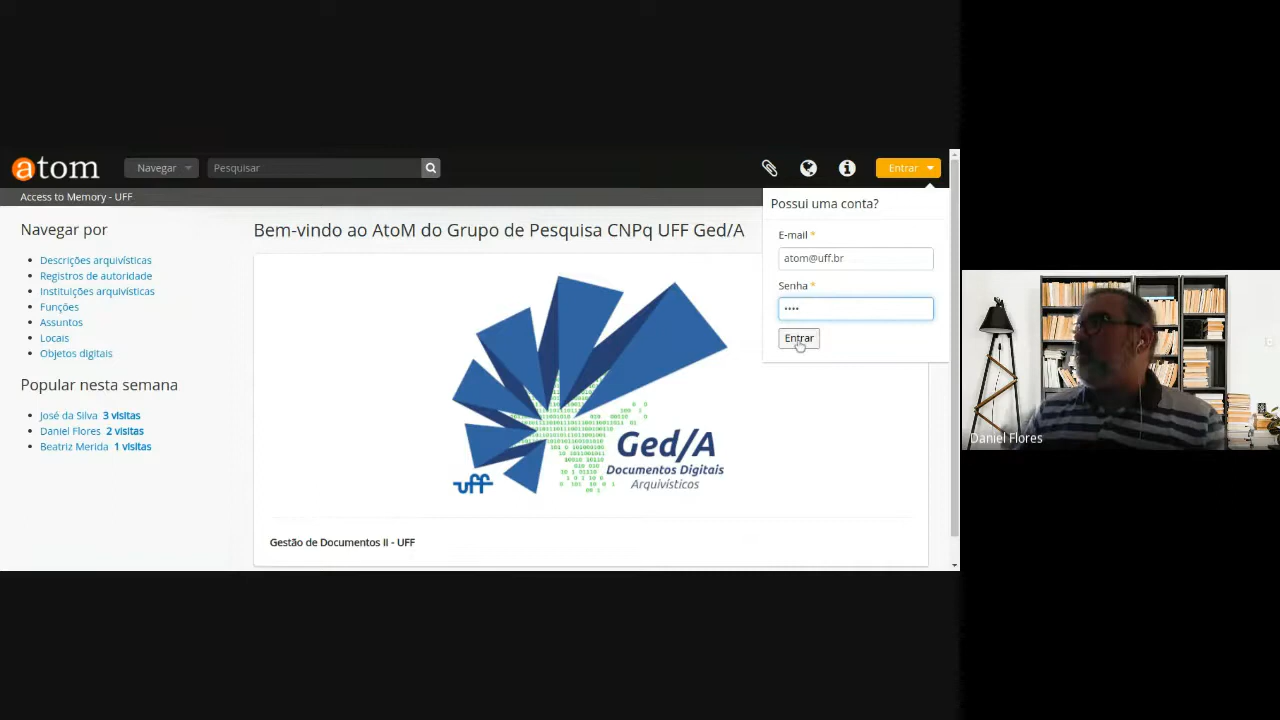 atom
Navegar
Pesquisar
Entrar
Access to Memory - UFF
Possui uma conta?
E-mail *
atom@uff.br
Senha *
••••
Entrar
Navegar por
Descrições arquivísticas
Registros de autoridade
Instituições arquivísticas
Funções
Assuntos
Locais
Objetos digitais
Popular nesta semana
José da Silva 3 visitas
Daniel Flores 2 visitas
Beatriz Merida 1 visitas
Bem-vindo ao AtoM do Grupo de Pesquisa CNPq UFF Ged/A
Ged/A
Documentos Digitais
Arquivísticos
uff
Gestão de Documentos II - UFF
Daniel Flores